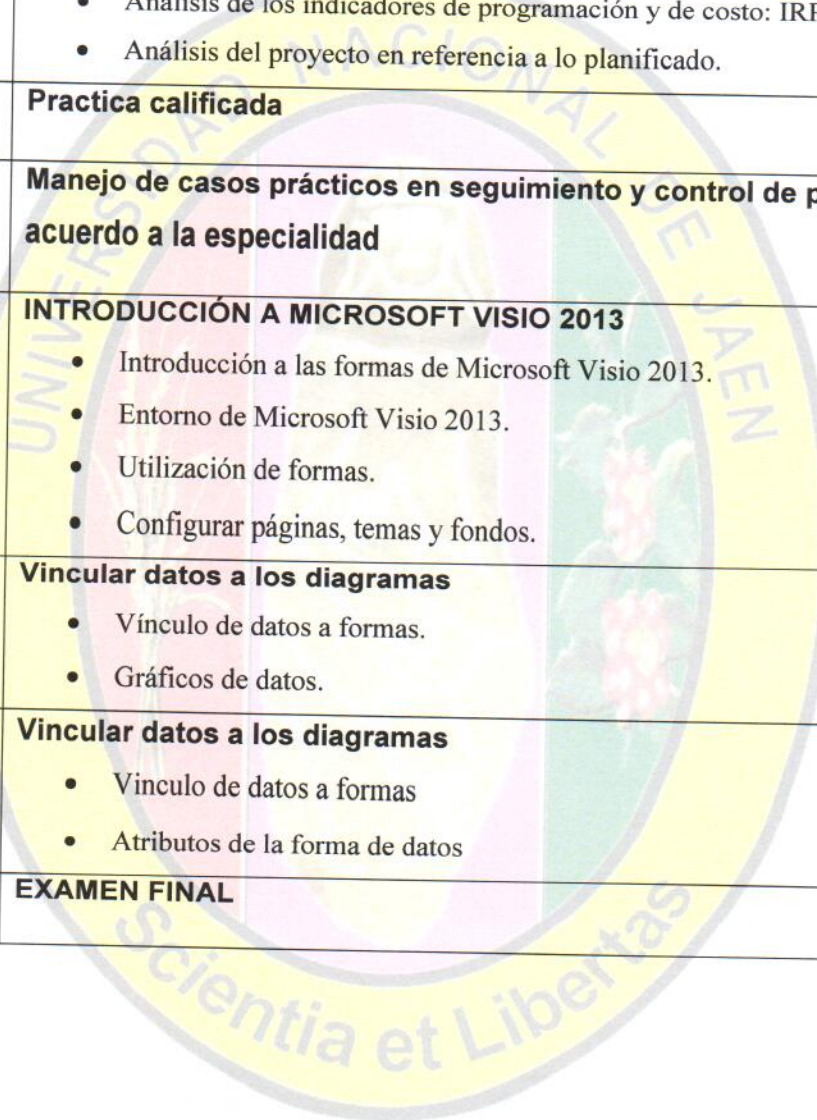 • Análisis de los indicadores de programación y de costo:
• Análisis del proyecto en referencia a lo planificado.
Practica calificada
Manejo de casos prácticos en seguimiento y control de
acuerdo a la especialidad
INTRODUCCIÓN A MICROSOFT VISIO 2013
• Introducción a las formas de Microsoft Visio 2013.
• Entorno de Microsoft Visio 2013.
• Utilización de formas.
• Configurar páginas, temas y fondos.
Vincular datos a los diagramas
• Vínculo de datos a formas.
• Gráficos de datos.
Vincular datos a los diagramas
• Vinculo de datos a formas
• Atributos de la forma de datos
EXAMEN FINAL
UNIVERSIDAD NACIONAL DE JAEN
Scientia et Libertas